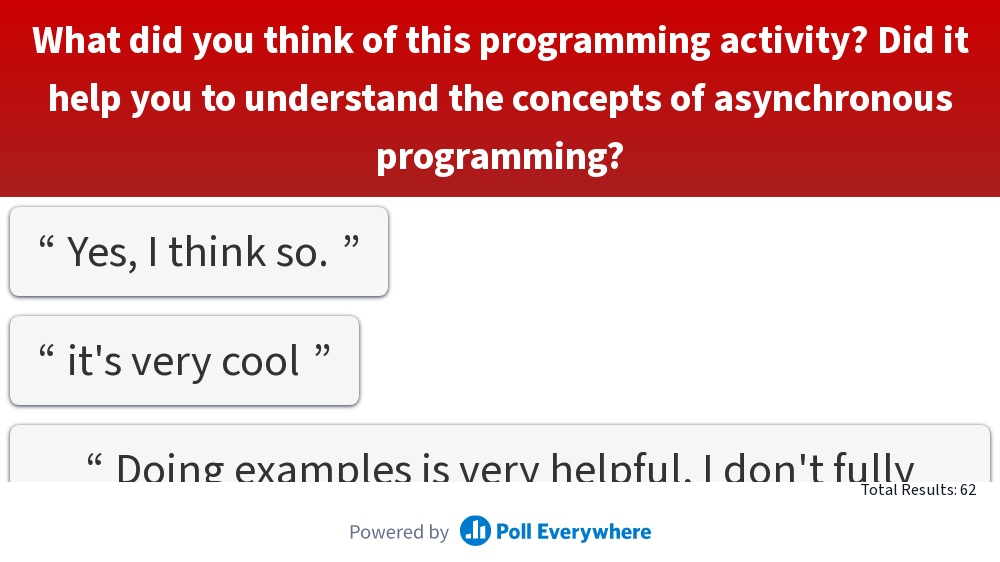 What did you think of this programming activity? Did it
help you to understand the concepts of asynchronous
programming?
“ Yes, I think so. ”
“ it's very cool ”
“ Doing examples is very helpful. I don't fully
Total Results: 62
Powered by Poll Everywhere